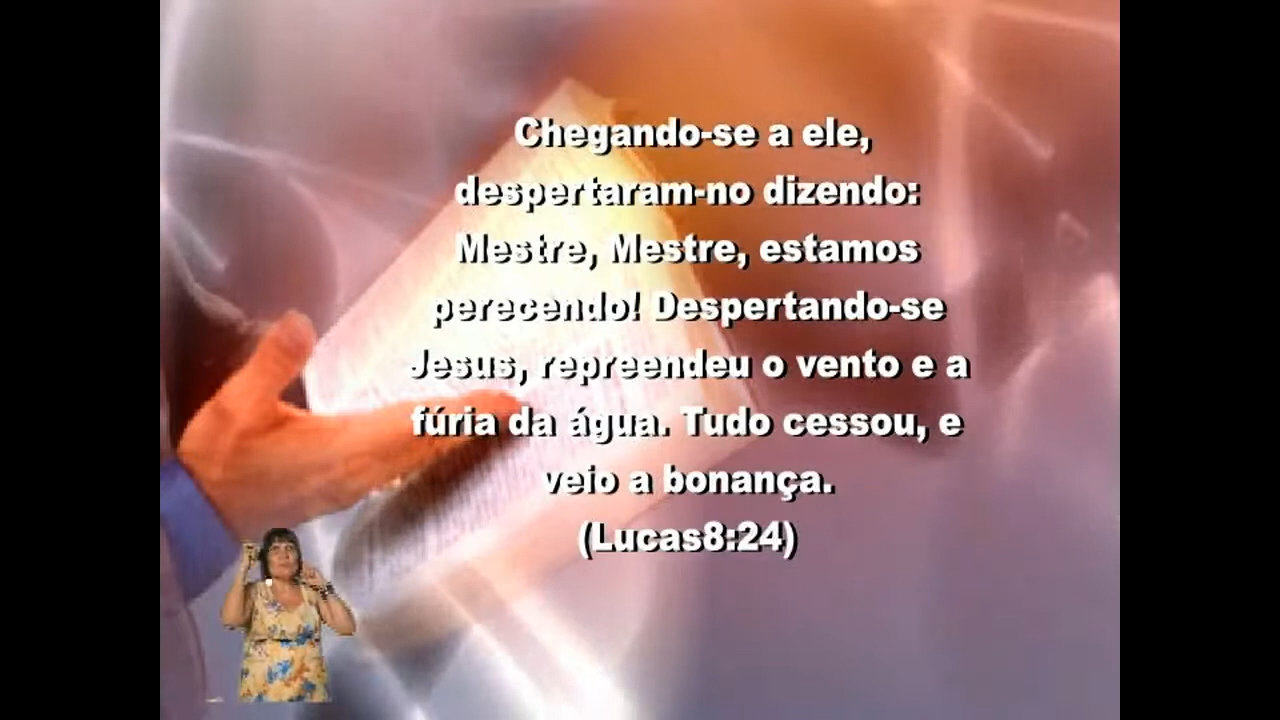 Chegando-se a ele,
despertaram-no dizendo:
Mestre, Mestre, estamos
perecendo! Despertando-se
Jesus, repreendeu o vento e a
fúria da água. Tudo cessou, e
veio a bonança.
(Lucas8:24)